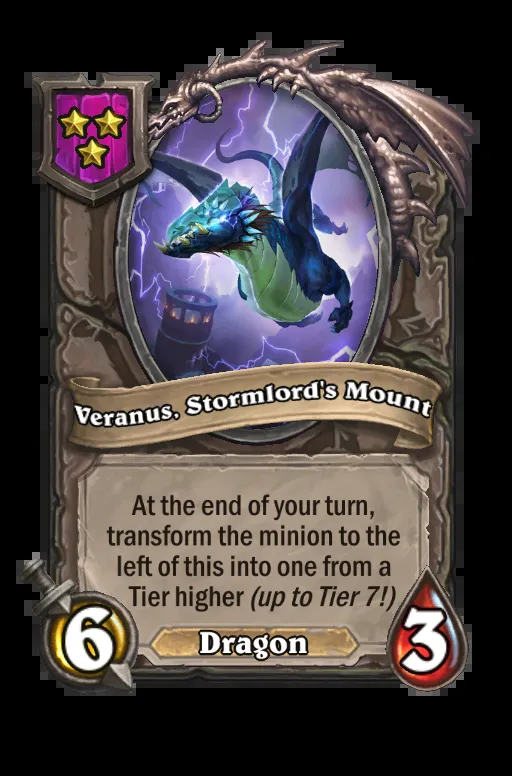 Veranus, Stormlord's Mount
At the end of your turn,
transform the minion to the
left of this into one from a
Tier higher (up to Tier 7!)
6
Dragon
3